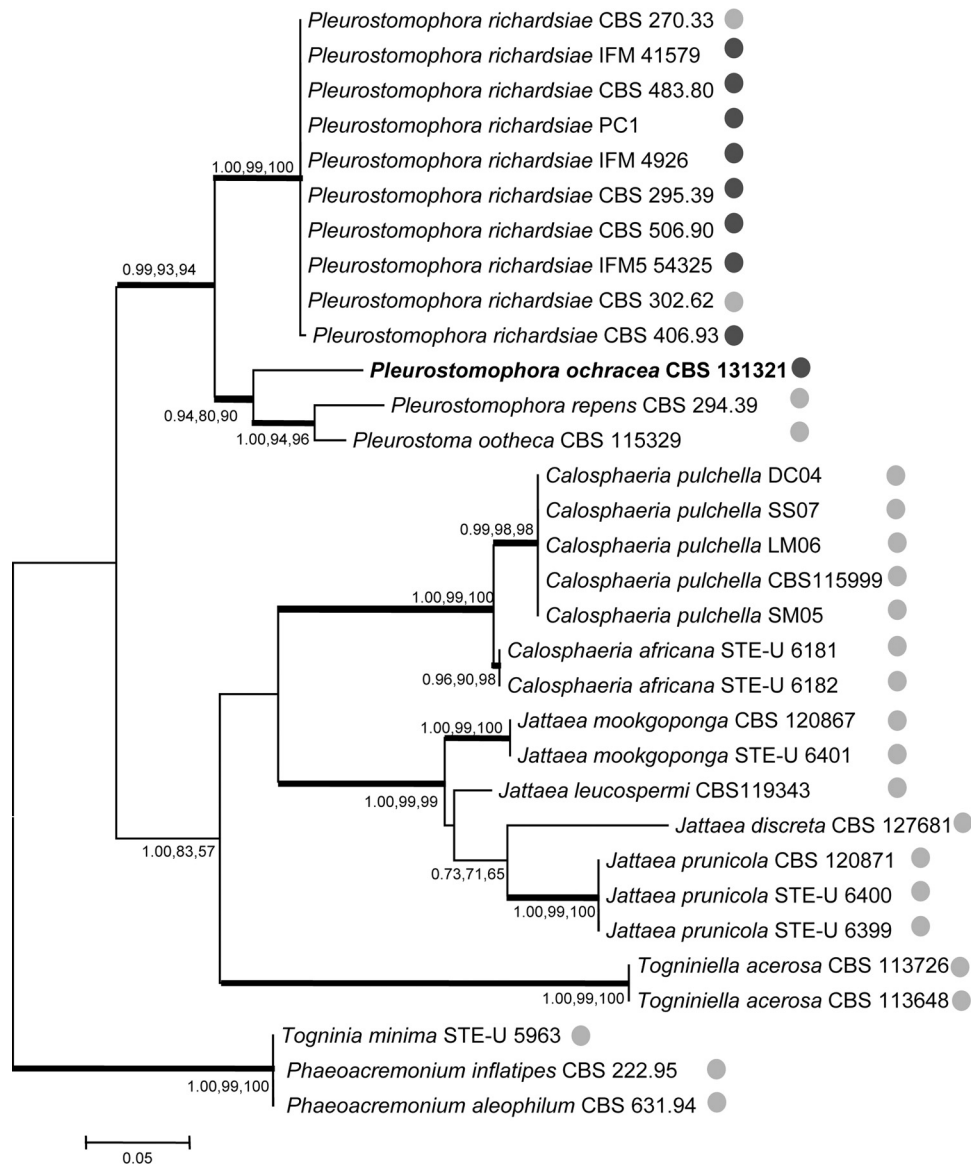 Pleurostomophora richardsiae CBS 270.33
Pleurostomophora richardsiae IFM 41579
Pleurostomophora richardsiae CBS 483.80
Pleurostomophora richardsiae PC1
Pleurostomophora richardsiae IFM 4926
1.00,99,100
Pleurostomophora richardsiae CBS 295.39
Pleurostomophora richardsiae CBS 506.90
Pleurostomophora richardsiae IFM5 54325
0.99,93,94
Pleurostomophora richardsiae CBS 302.62
Pleurostomophora richardsiae CBS 406.93
Pleurostomophora ochracea CBS 131321
Pleurostomophora repens CBS 294.39
0.94,80,90
Pleurostoma ootheca CBS 115329
1.00,94,96
Calosphaeria pulchella DC04
Calosphaeria pulchella SS07
0.99,98,98
Calosphaeria pulchella LM06
Calosphaeria pulchella CBS115999
1.00,99,100
Calosphaeria pulchella SM05
Calosphaeria africana STE-U 6181
0.96,90,98
Calosphaeria africana STE-U 6182
Jattaea mookgoponga CBS 120867
1.00,99,100
Jattaea mookgoponga STE-U 6401
Jattaea leucospermi CBS119343
1.00,99,99
Jattaea discreta CBS 127681
1.00,83,57
Jattaea prunicola CBS 120871
0.73,71,65
Jattaea prunicola STE-U 6400
1.00,99,100
Jattaea prunicola STE-U 6399
Togniniella acerosa CBS 113726
1.00,99,100
Togniniella acerosa CBS 113648
Togninia minima STE-U 5963
Phaeoacremonium inflatipes CBS 222.95
1.00,99,100
Phaeoacremonium aleophilum CBS 631.94
0.05